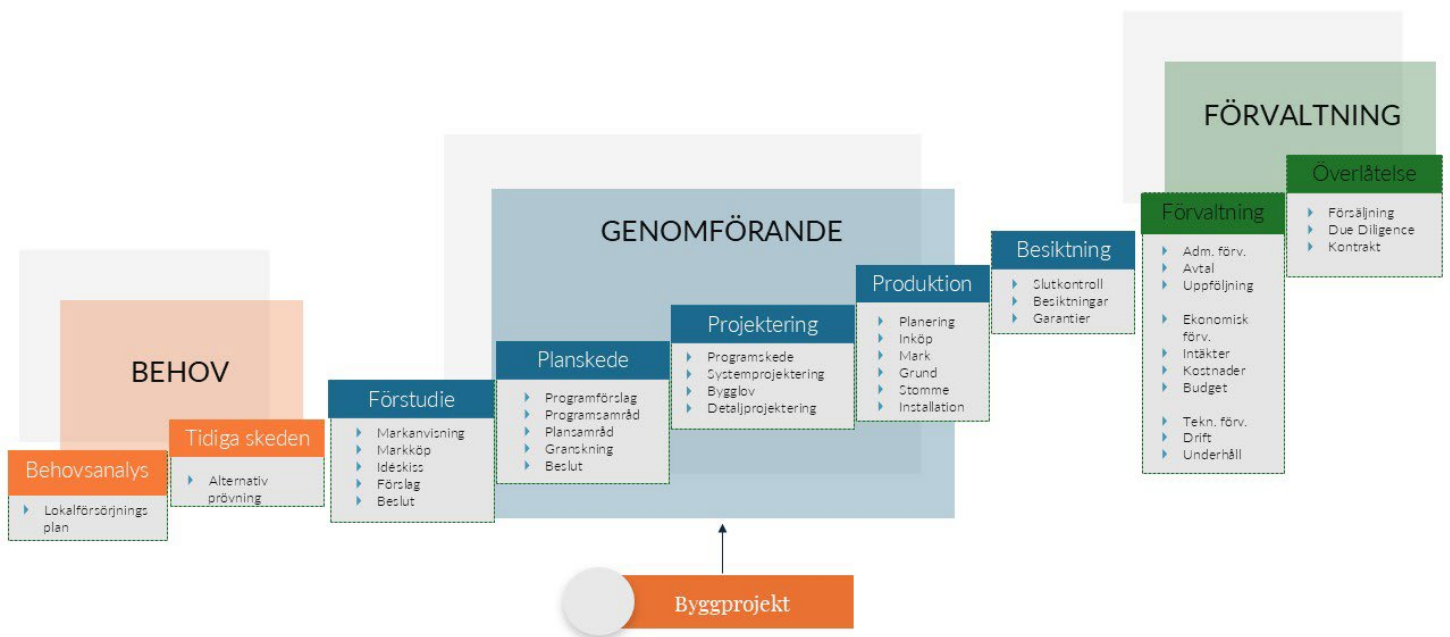 BEHOV
Behovsanalys
Lokalförsörjnings
plan
Tidiga skeden
Alternativ
prövning
GENOMFÖRANDE
Förstudie
Markanvisning
Markköp
Idéskiss
Förslag
Beslut
Planskede
Programförslag
Programsamråd
Plansamråd
Granskning
Beslut
Projektering
Programskede
Systemprojektering
Bygglov
Detaljprojektering
Produktion
Planering
Inköp
Mark
Grund
Stomme
Installation
Besiktning
Slutkontroll
Besiktningar
Garantier
FÖRVALTNING
Förvaltning
Adm. förv.
Avtal
Uppföljning
Ekonomisk
förv.
Intäkter
Kostnader
Budget
Tekn. förv.
Drift
Underhåll
Överlåtelse
Försäljning
Due Diligence
Kontrakt
Byggprojekt